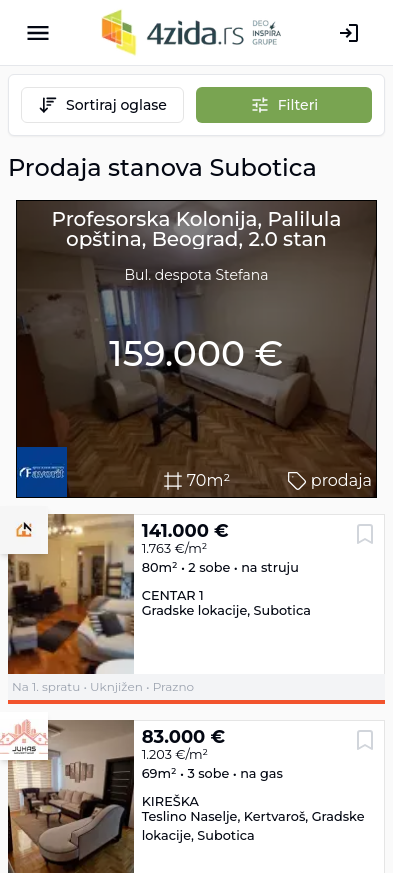 4zida.rs
DEO
INSPIRA
GRUPE
Sortiraj oglase
Filteri
Prodaja stanova Subotica
Profesorska Kolonija, Palilula
opština, Beograd, 2.0 stan
Bul. despota Stefana
159.000 €
Favorit
70m²
prodaja
141.000 €
1.763 €/m²
80m² • 2 sobe • na struju
CENTAR 1
Gradske lokacije, Subotica
Na 1. spratu • Uknjižen • Prazno
JUHAS
83.000 €
1.203 €/m²
69m² • 3 sobe • na gas
KIREŠKA
Teslino Naselje, Kertvaroš, Gradske
lokacije, Subotica